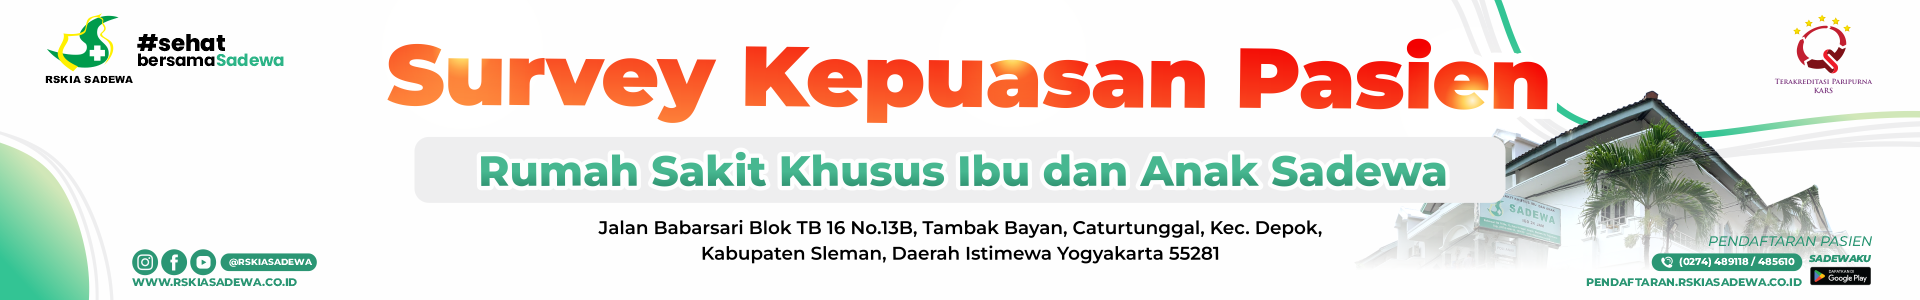 #sehat
bersamaSadewa
RSKIA SADEWA
Survey Kepuasan Pasien
TERAKREDITASI PARIPURNA
KARS
Rumah Sakit Khusus Ibu dan Anak Sadewa
SADEWA
Jalan Babarsari Blok TB 16 No.13B, Tambak Bayan, Caturtunggal, Kec. Depok,
Kabupaten Sleman, Daerah Istimewa Yogyakarta 55281
@RSKIASADEWA
WWW.RSKIASADEWA.CO.ID
PENDAFTARAN PASIEN
SADEWAKU
(0274) 489118 / 485610
DAPATKAN DI
Google Play
PENDAFTARAN.RSKIASADEWA.CO.ID